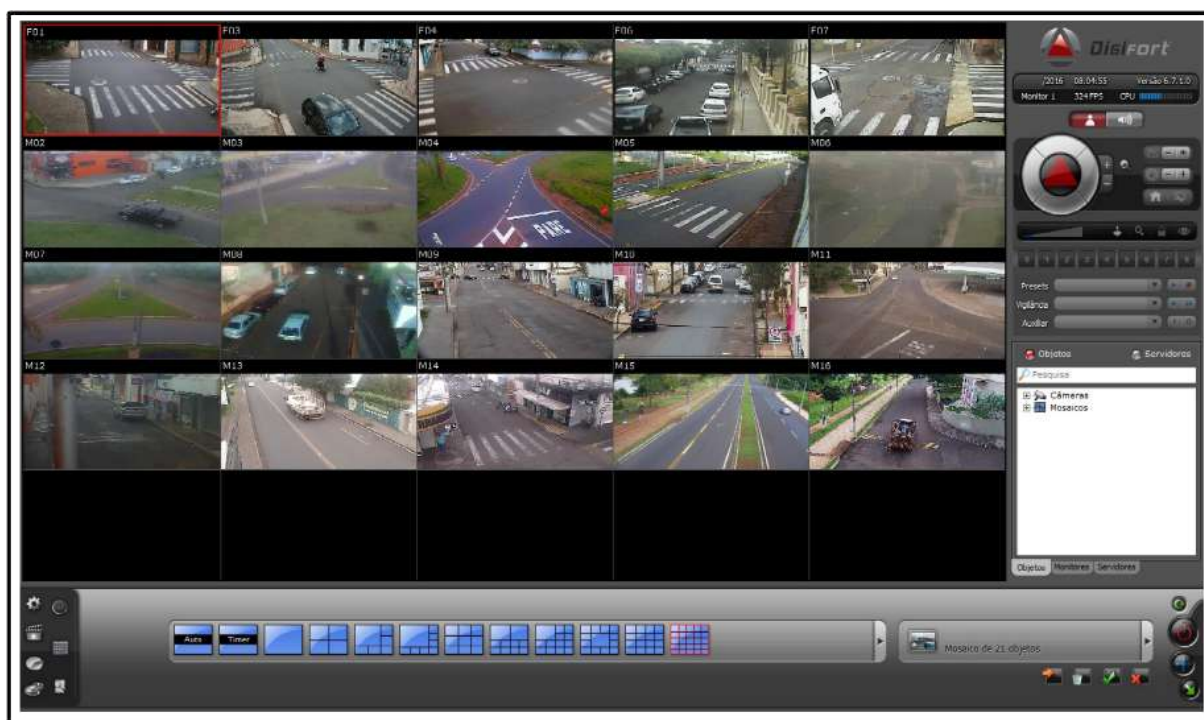 F01 F03 F04 F06 F07
M02 M03 M04 M05 M06
M07 M08 M09 M10 M11
M12 M13 M14 M15 M16
PARE
Digifort
/2016 08:04:55 Versão 6.7.1.0
Monitor 1 324 FPS CPU
Presets
Vigilância
Auxiliar
Objetos Servidores
Pesquisa
Câmeras
Mosaicos
Objetos Monitores Servidores
Auto Timer
Mosaico de 21 objetos